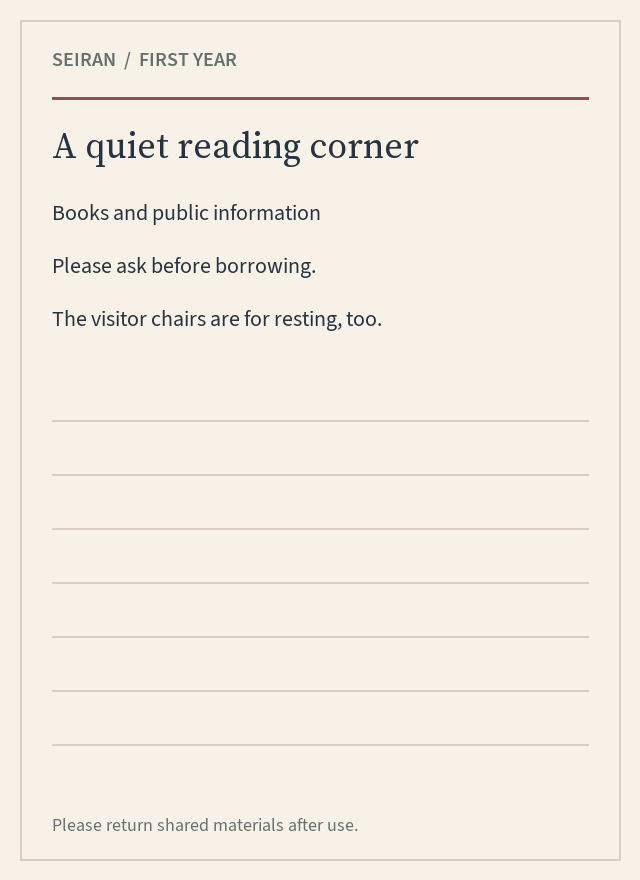 SEIRAN / FIRST YEAR
A quiet reading corner
Books and public information
Please ask before borrowing.
The visitor chairs are for resting, too.
Please return shared materials after use.